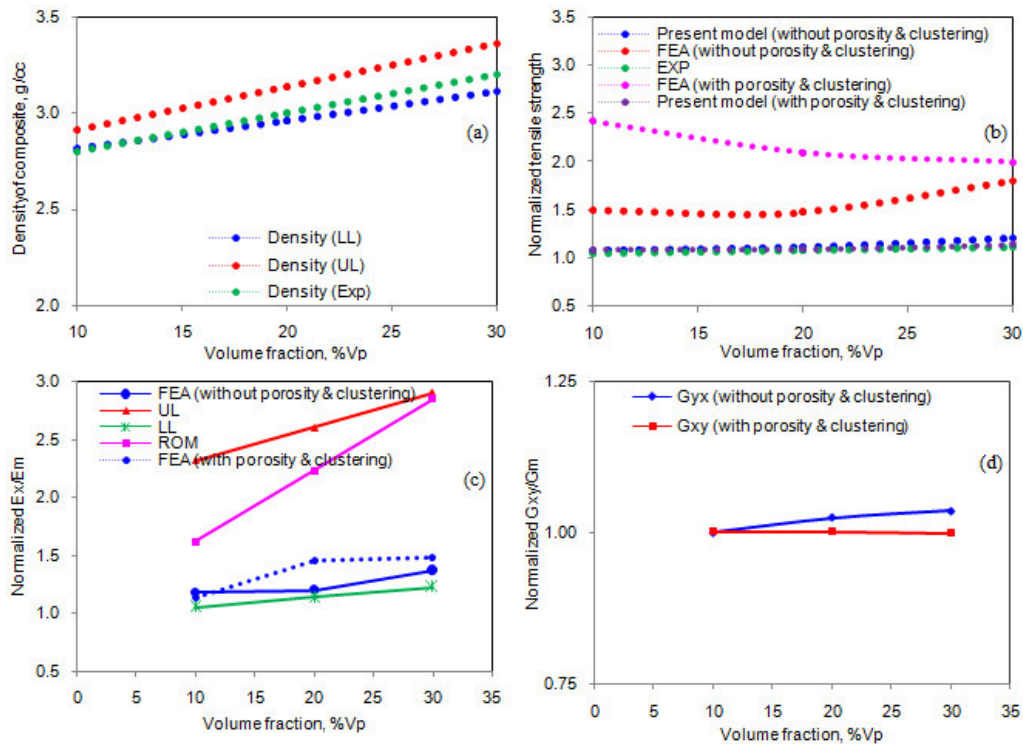 3.5
3.0
2.5
2.0
10
15
20
25
30
Density of composite, g/cc
Volume fraction, %Vp
(a)
Density (LL)
Density (UL)
Density (Exp)
3.5
3.0
2.5
2.0
1.5
1.0
0.5
10
15
20
25
30
Normalized tensile strength
Volume fraction, %Vp
Present model (without porosity & clustering)
FEA (without porosity & clustering)
EXP
FEA (with porosity & clustering)
Present model (with porosity & clustering)
(b)
3.0
2.5
2.0
1.5
1.0
0.5
0
5
10
15
20
25
30
35
Normalized Ex/Em
Volume fraction, %Vp
FEA (without porosity & clustering)
UL
LL
ROM
FEA (with porosity & clustering)
(c)
1.25
1.00
0.75
0
5
10
15
20
25
30
35
Normalized Gxy/Gm
Volume fraction, %Vp
Gyx (without porosity & clustering)
Gxy (with porosity & clustering)
(d)